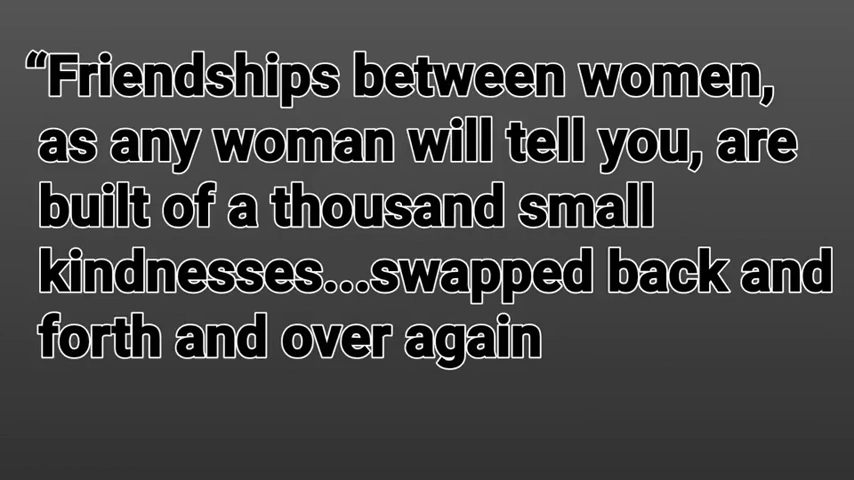 “Friendships between women,
as any woman will tell you, are
built of a thousand small
kindnesses...swapped back and
forth and over again